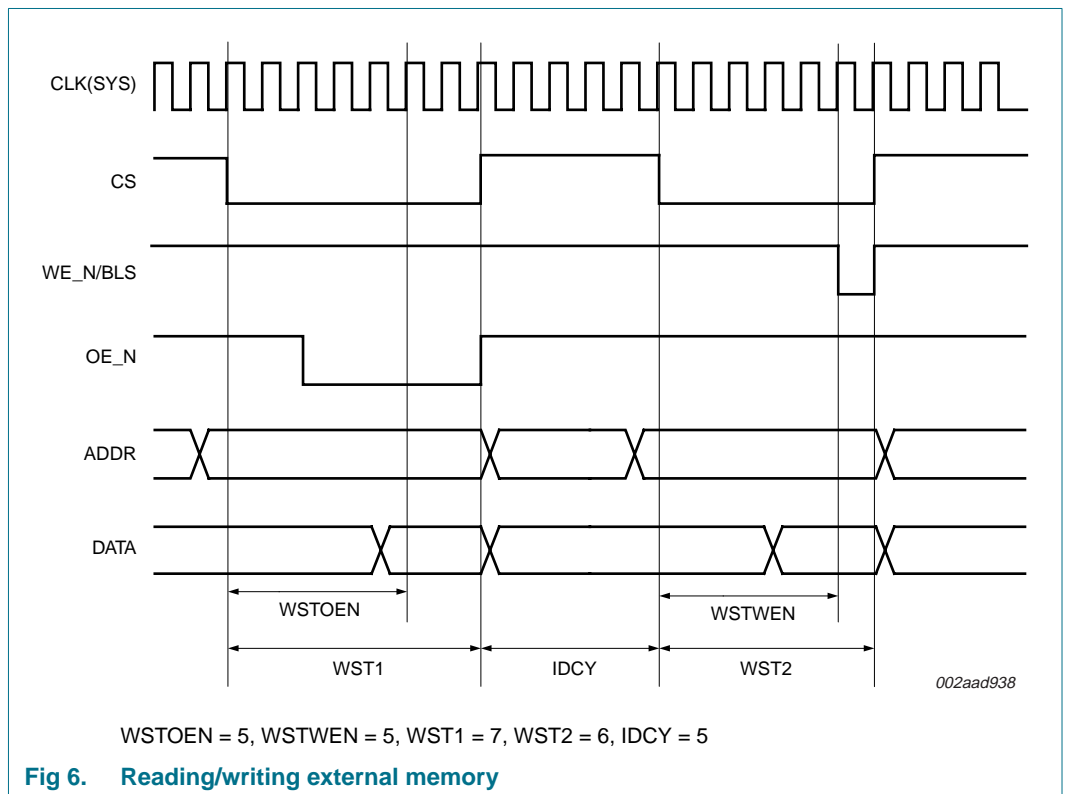 CLK(SYS)
CS
WE_N/BLS
OE_N
ADDR
DATA
WSTOEN
WSTWEN
WST1
IDCY
WST2
002aad938
WSTOEN = 5, WSTWEN = 5, WST1 = 7, WST2 = 6, IDCY = 5
Fig 6. Reading/writing external memory